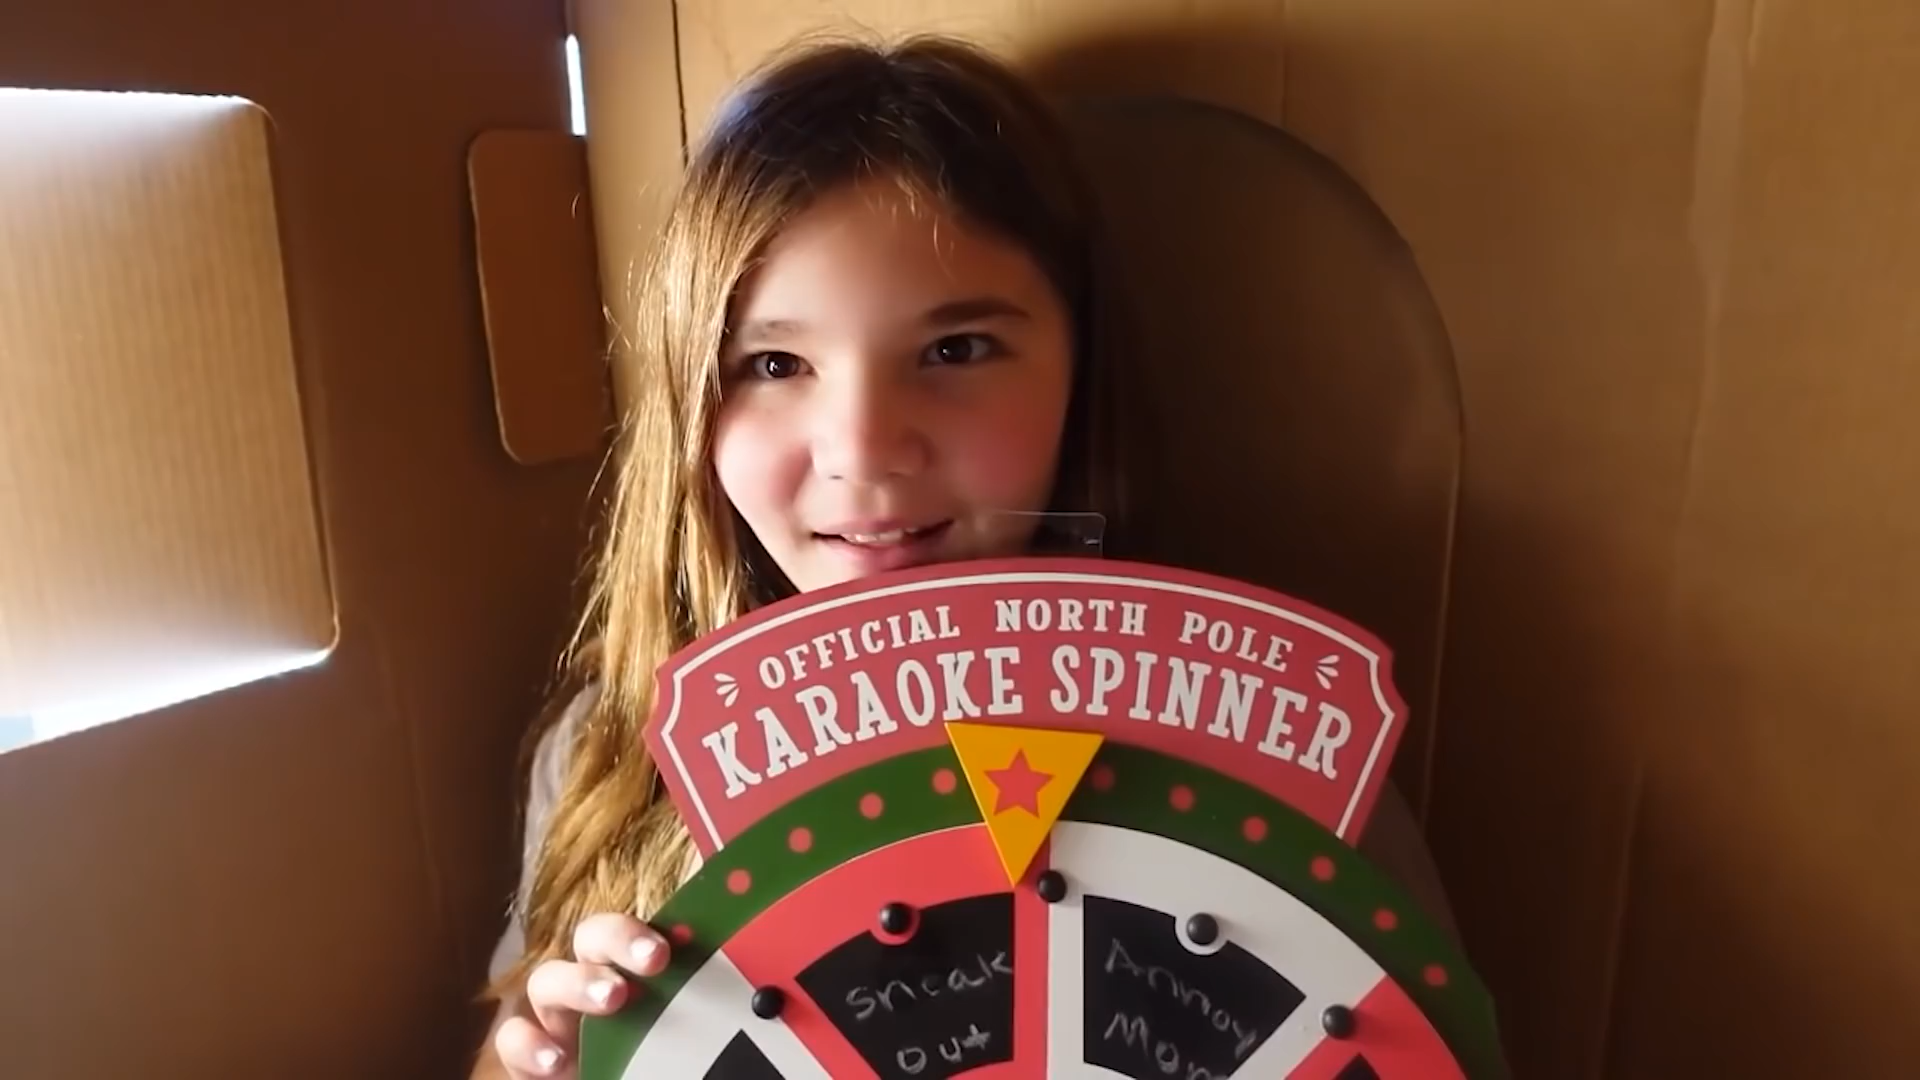 OFFICIAL NORTH POLE
KARAOKE SPINNER
Sneak
out
Annoy
Mom